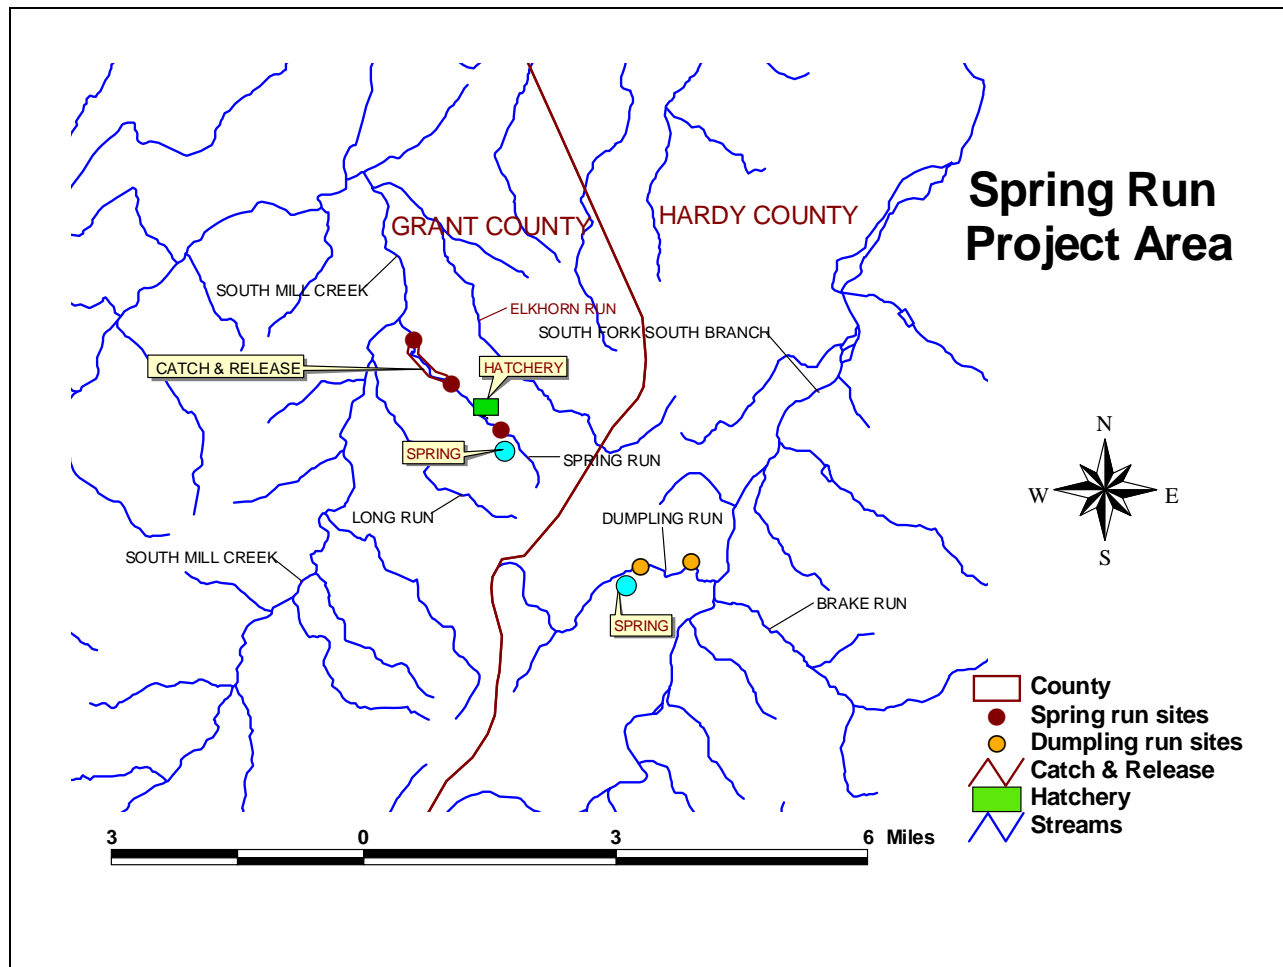 Spring Run
Project Area
GRANT COUNTY
HARDY COUNTY
SOUTH MILL CREEK
ELKHORN RUN
SOUTH FORK SOUTH BRANCH
CATCH & RELEASE
HATCHERY
SPRING
SPRING RUN
LONG RUN
DUMPLING RUN
SOUTH MILL CREEK
BRAKE RUN
SPRING
N
W
E
S
County
Spring run sites
Dumpling run sites
Catch & Release
Hatchery
Streams
3 0 3 6 Miles